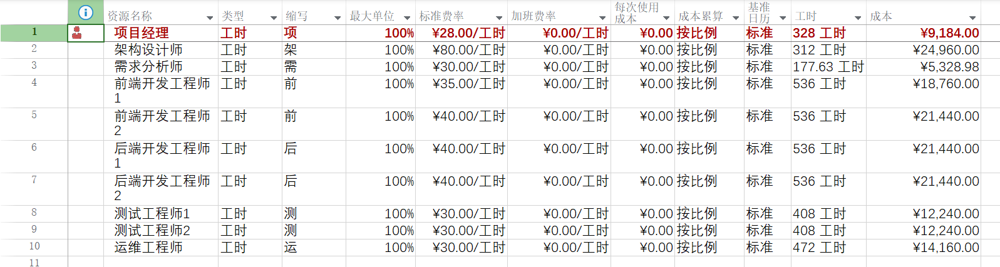 资源名称 类型 缩写 最大单位 标准费率 加班费率 每次使用成本 成本累算 基准日历 工时 成本
1 项目经理 工时 项 100% ¥28.00/工时 ¥0.00/工时 ¥0.00 按比例 标准 328 工时 ¥9,184.00
2 架构设计师 工时 架 100% ¥80.00/工时 ¥0.00/工时 ¥0.00 按比例 标准 312 工时 ¥24,960.00
3 需求分析师 工时 需 100% ¥30.00/工时 ¥0.00/工时 ¥0.00 按比例 标准 177.63 工时 ¥5,328.98
4 前端开发工程师1 工时 前 100% ¥35.00/工时 ¥0.00/工时 ¥0.00 按比例 标准 536 工时 ¥18,760.00
5 前端开发工程师2 工时 前 100% ¥40.00/工时 ¥0.00/工时 ¥0.00 按比例 标准 536 工时 ¥21,440.00
6 后端开发工程师1 工时 后 100% ¥40.00/工时 ¥0.00/工时 ¥0.00 按比例 标准 536 工时 ¥21,440.00
7 后端开发工程师2 工时 后 100% ¥40.00/工时 ¥0.00/工时 ¥0.00 按比例 标准 536 工时 ¥21,440.00
8 测试工程师1 工时 测 100% ¥30.00/工时 ¥0.00/工时 ¥0.00 按比例 标准 408 工时 ¥12,240.00
9 测试工程师2 工时 测 100% ¥30.00/工时 ¥0.00/工时 ¥0.00 按比例 标准 408 工时 ¥12,240.00
10 运维工程师 工时 运 100% ¥30.00/工时 ¥0.00/工时 ¥0.00 按比例 标准 472 工时 ¥14,160.00
11